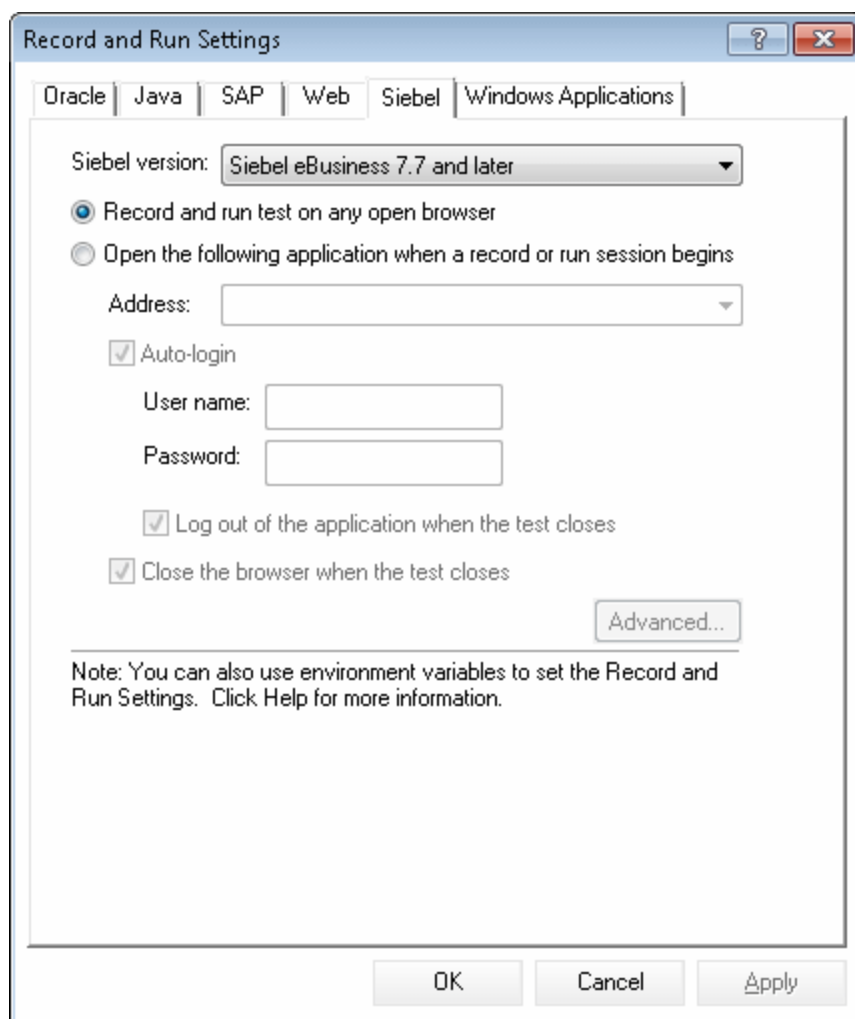 Record and Run Settings
Oracle Java SAP Web Siebel Windows Applications
Siebel version: Siebel eBusiness 7.7 and later
Record and run test on any open browser
Open the following application when a record or run session begins
Address:
Auto-login
User name:
Password:
Log out of the application when the test closes
Close the browser when the test closes
Advanced...
Note: You can also use environment variables to set the Record and
Run Settings.  Click Help for more information.
OK Cancel Apply